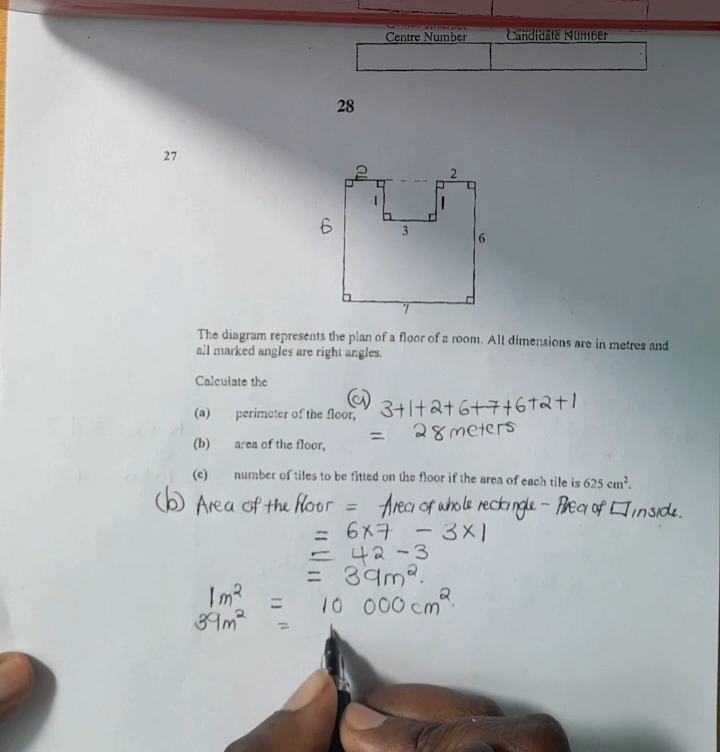 Centre Number Candidate Number
28
27
2 2
1 1
6 3 6
7
The diagram represents the plan of a floor of a room. All dimensions are in metres and
all marked angles are right angles.
Calculate the
(a) perimeter of the floor, (a) 3+1+2+6+7+6+2+1
= 28 meters
(b) area of the floor,
(c) number of tiles to be fitted on the floor if the area of each tile is 625 cm².
(b) Area of the floor = Area of whole rectangle - Area of □ inside.
= 6×7 - 3×1
= 42 - 3
= 39m².
1m² = 10 000 cm².
39m² =